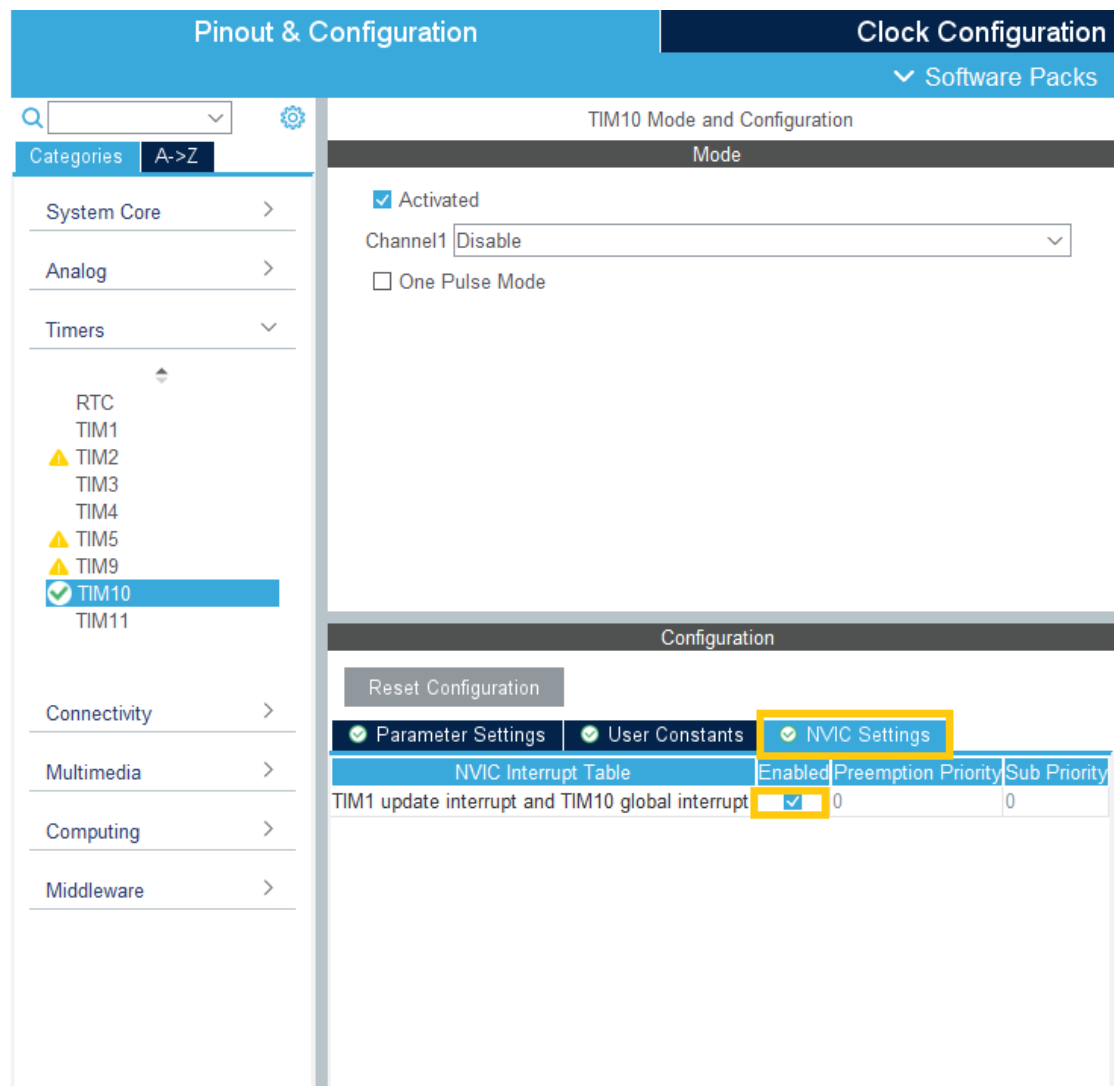 Pinout & Configuration
Clock Configuration
Software Packs
TIM10 Mode and Configuration
Categories
A->Z
Mode
System Core
Analog
Timers
RTC
TIM1
TIM2
TIM3
TIM4
TIM5
TIM9
TIM10
TIM11
Connectivity
Multimedia
Computing
Middleware
Activated
Channel1 Disable
One Pulse Mode
Configuration
Reset Configuration
Parameter Settings
User Constants
NVIC Settings
NVIC Interrupt Table Enabled Preemption Priority Sub Priority
TIM1 update interrupt and TIM10 global interrupt 0 0